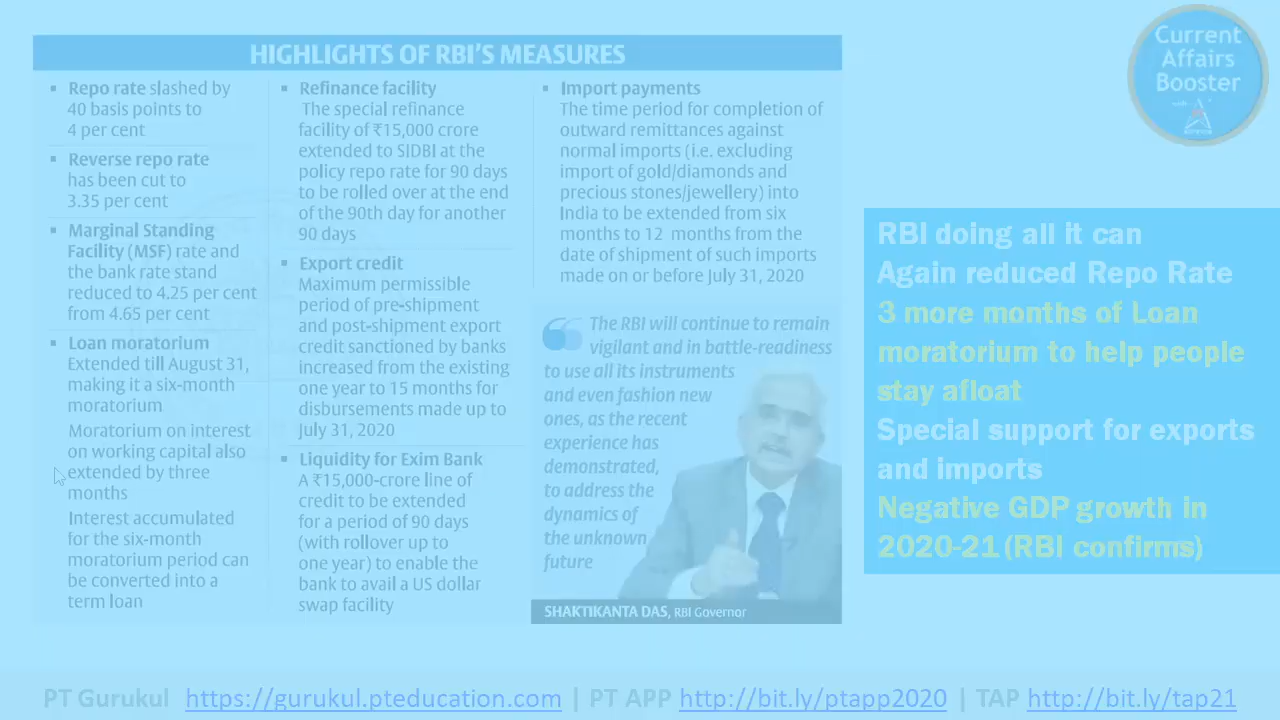 HIGHLIGHTS OF RBI'S MEASURES
▪ Repo rate slashed by
40 basis points to
4 per cent
▪ Reverse repo rate
has been cut to
3.35 per cent
▪ Marginal Standing
Facility (MSF) rate and
the bank rate stand
reduced to 4.25 per cent
from 4.65 per cent
▪ Loan moratorium
Extended till August 31,
making it a six-month
moratorium
Moratorium on interest
on working capital also
extended by three
months
Interest accumulated
for the six-month
moratorium period can
be converted into a
term loan
▪ Refinance facility
The special refinance
facility of ₹15,000 crore
extended to SIDBI at the
policy repo rate for 90 days
to be rolled over at the end
of the 90th day for another
90 days
▪ Export credit
Maximum permissible
period of pre-shipment
and post-shipment export
credit sanctioned by banks
increased from the existing
one year to 15 months for
disbursements made up to
July 31, 2020
▪ Liquidity for Exim Bank
A ₹15,000-crore line of
credit to be extended
for a period of 90 days
(with rollover up to
one year) to enable the
bank to avail a US dollar
swap facility
▪ Import payments
The time period for completion of
outward remittances against
normal imports (i.e. excluding
import of gold/diamonds and
precious stones/jewellery) into
India to be extended from six
months to 12 months from the
date of shipment of such imports
made on or before July 31, 2020
The RBI will continue to remain
vigilant and in battle-readiness
to use all its instruments
and even fashion new
ones, as the recent
experience has
demonstrated,
to address the
dynamics of
the unknown
future
SHAKTIKANTA DAS, RBI Governor
Current
Affairs
Booster
RBI doing all it can
Again reduced Repo Rate
3 more months of Loan
moratorium to help people
stay afloat
Special support for exports
and imports
Negative GDP growth in
2020-21 (RBI confirms)
PT Gurukul https://gurukul.pteducation.com | PT APP http://bit.ly/ptapp2020 | TAP http://bit.ly/tap21